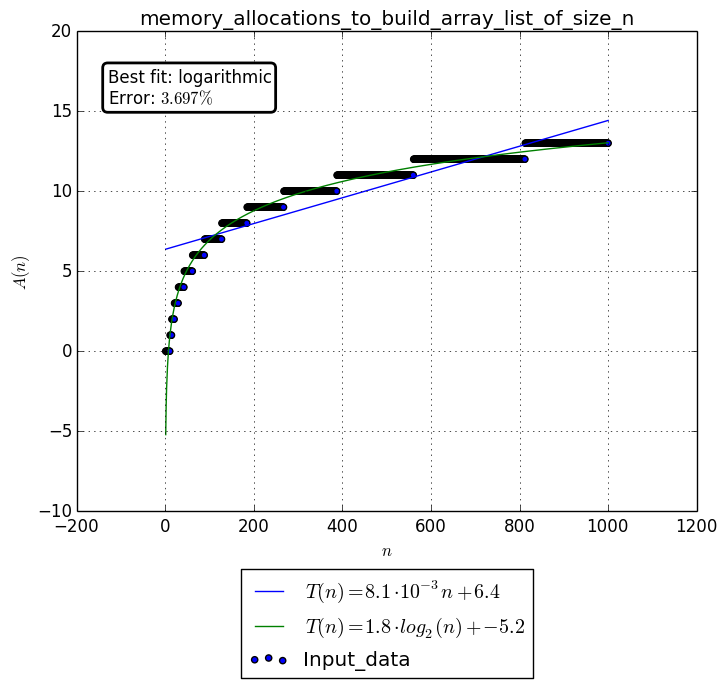 memory_allocations_to_build_array_list_of_size_n
20
Best fit: logarithmic
Error: 3.697%
15
10
5
0
−5
−10
A(n)
−200 0 200 400 600 800 1000 1200
n
T(n)=8.1·10⁻³n+6.4
T(n)=1.8·log₂(n)+−5.2
Input_data